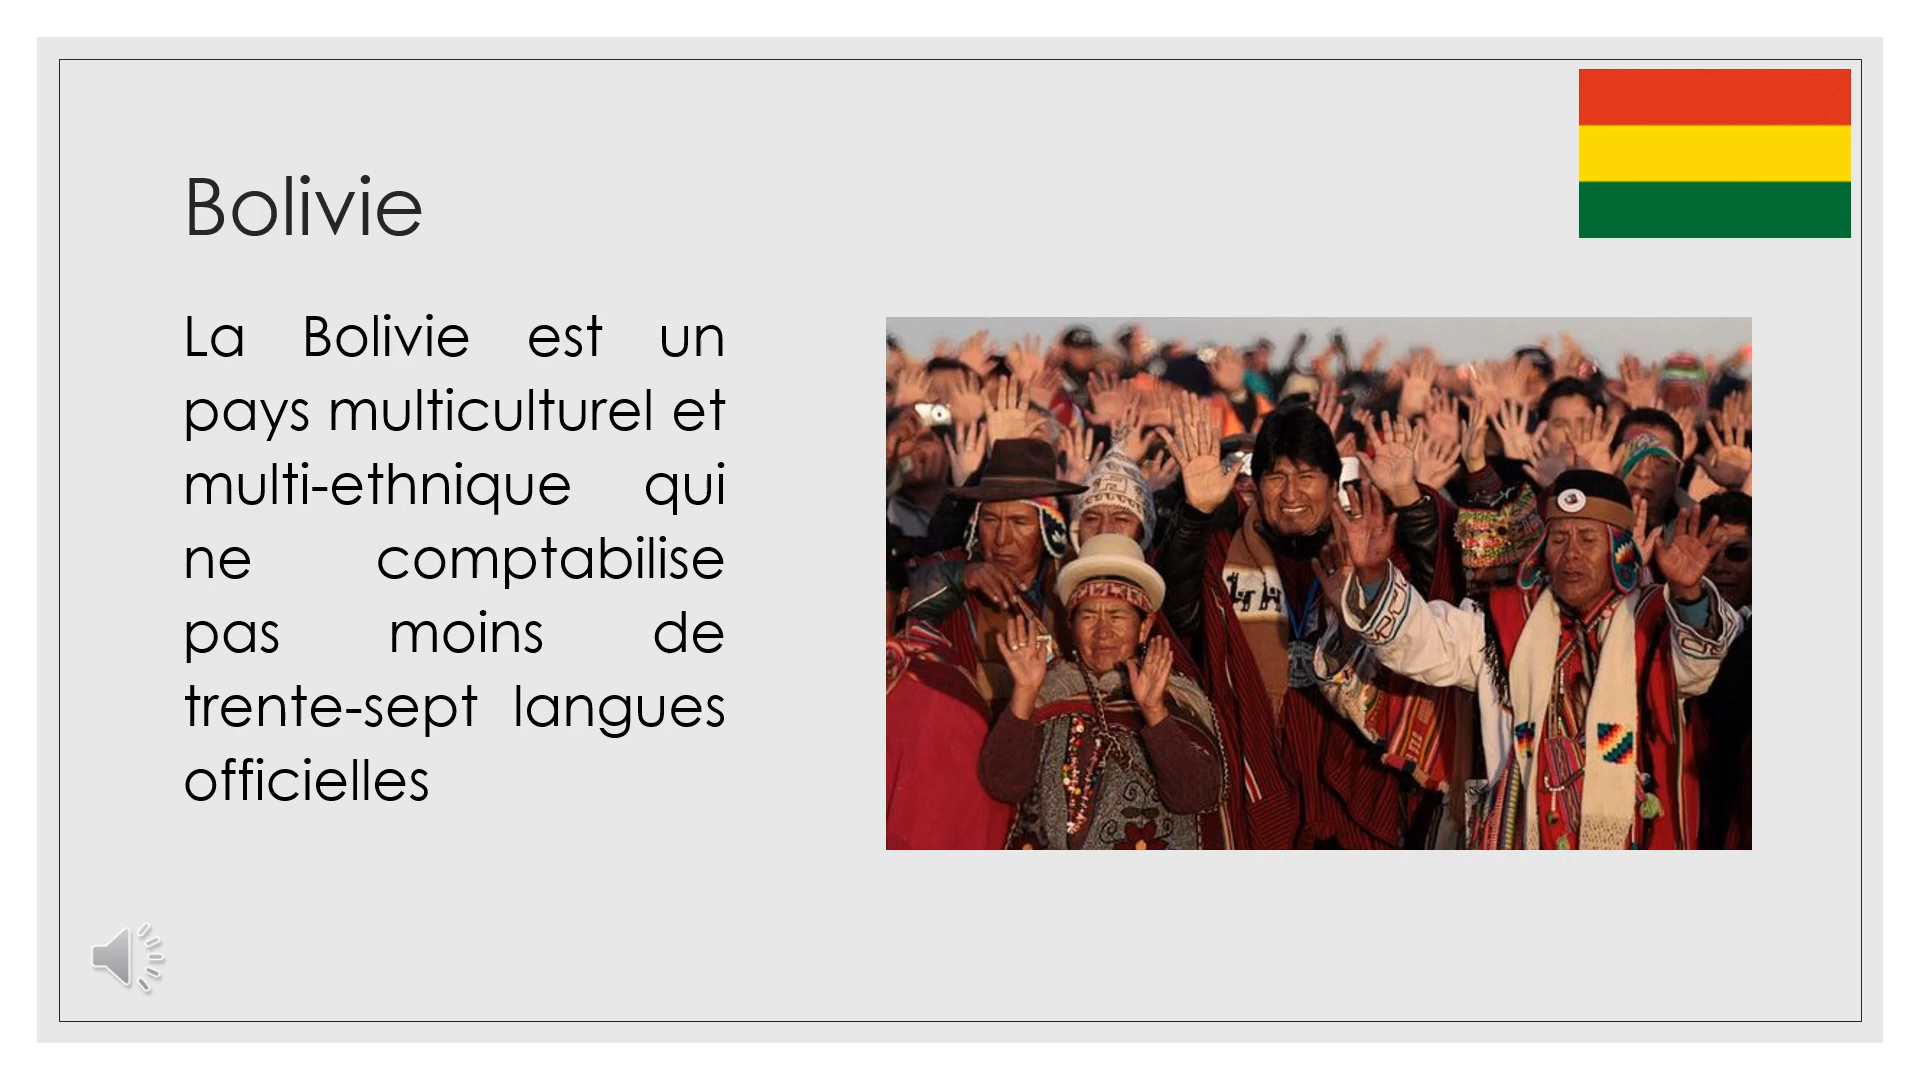 Bolivie
La Bolivie est un
pays multiculturel et
multi-ethnique qui
ne comptabilise
pas moins de
trente-sept langues
officielles